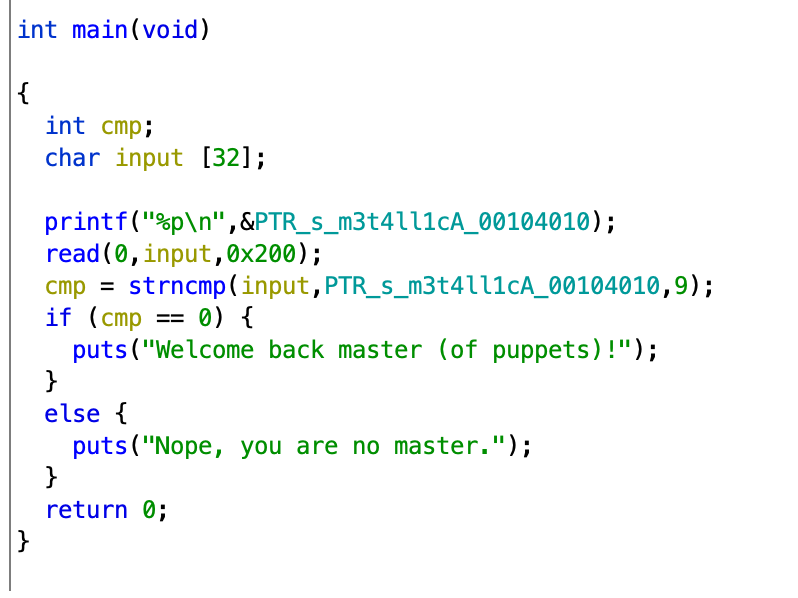 int main(void)
{
int cmp;
char input [32];
printf("%p\n",&PTR_s_m3t4ll1cA_00104010);
read(0,input,0x200);
cmp = strncmp(input,PTR_s_m3t4ll1cA_00104010,9);
if (cmp == 0) {
puts("Welcome back master (of puppets)!");
}
else {
puts("Nope, you are no master.");
}
return 0;
}